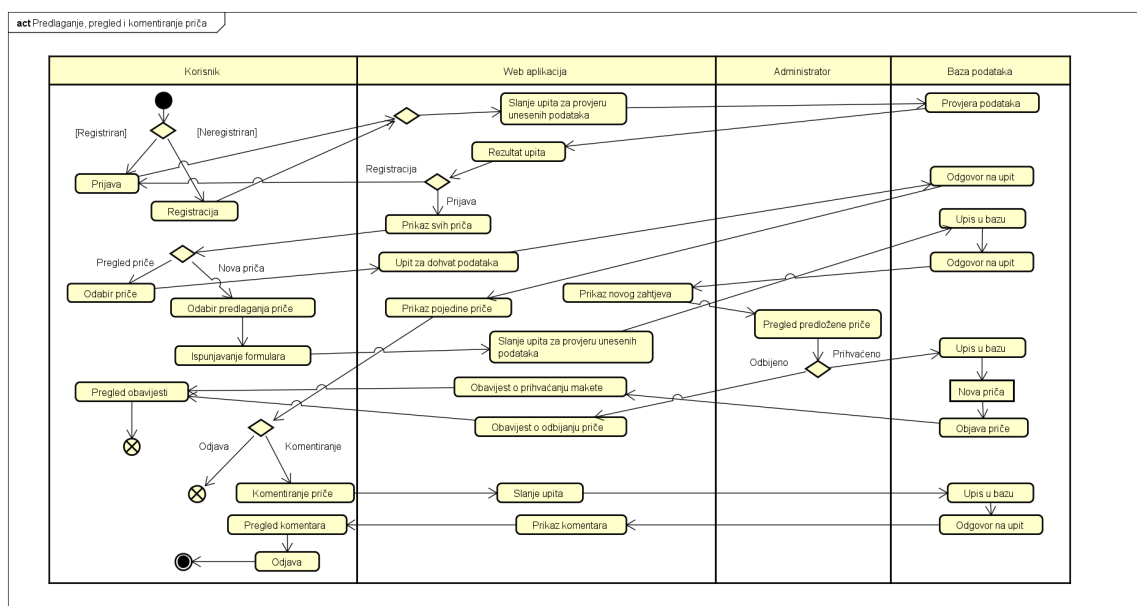 act Predlaganje, pregled i komentiranje priča
Korisnik
Web aplikacija
Administrator
Baza podataka
Slanje upita za provjeru
unesenih podataka
Provjera podataka
[Registriran]
[Neregistriran]
Rezultat upita
Registracija
Prijava
Odgovor na upit
Prijava
Registracija
Prikaz svih priča
Upis u bazu
Pregled priče
Nova priča
Upit za dohvat podataka
Odgovor na upit
Odabir priče
Prikaz novog zahtjeva
Odabir predlaganja priče
Prikaz pojedine priče
Pregled predložene priče
Ispunjavanje formulara
Slanje upita za provjeru unesenih
podataka
Odbijeno
Prihvaćeno
Upis u bazu
Pregled obavijesti
Obavijest o prihvaćanju makete
Nova priča
Obavijest o odbijanju priče
Objava priče
Odjava
Komentiranje
Komentiranje priče
Slanje upita
Upis u bazu
Pregled komentara
Prikaz komentara
Odgovor na upit
Odjava